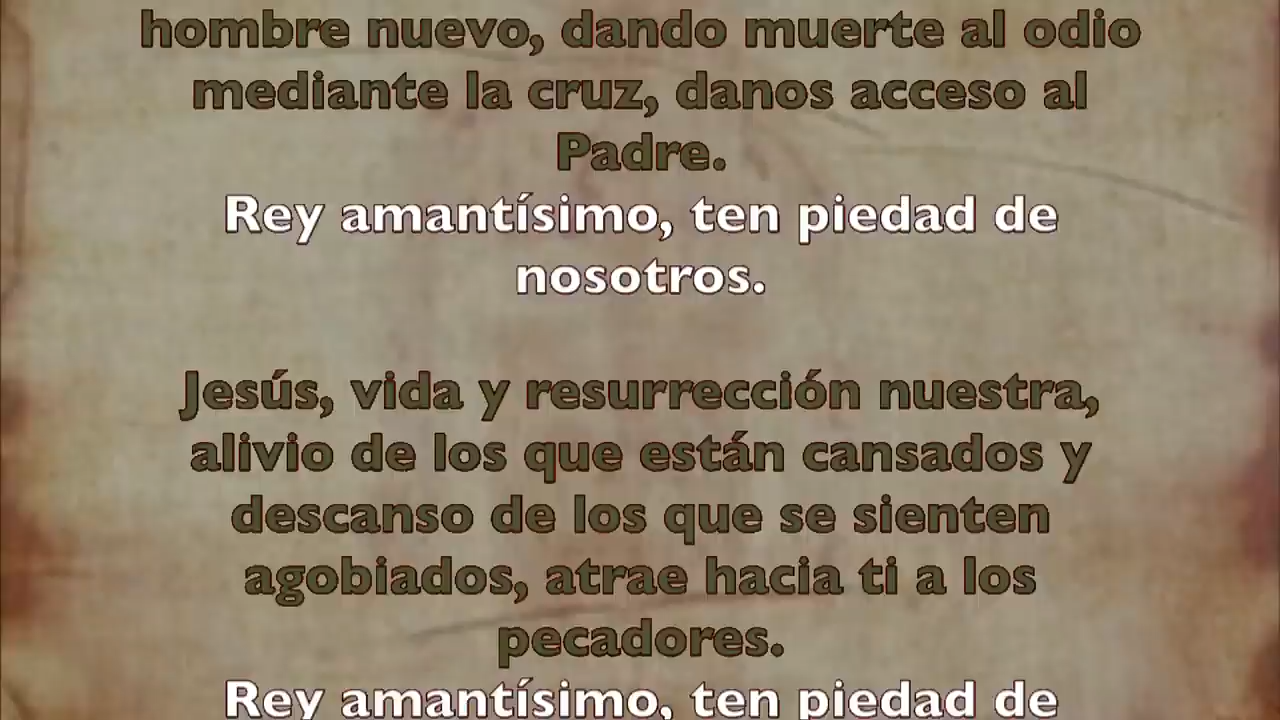 hombre nuevo, dando muerte al odio
mediante la cruz, danos acceso al
Padre.
Rey amantísimo, ten piedad de
nosotros.
Jesús, vida y resurrección nuestra,
alivio de los que están cansados y
descanso de los que se sienten
agobiados, atrae hacia ti a los
pecadores.
Rey amantísimo, ten piedad de